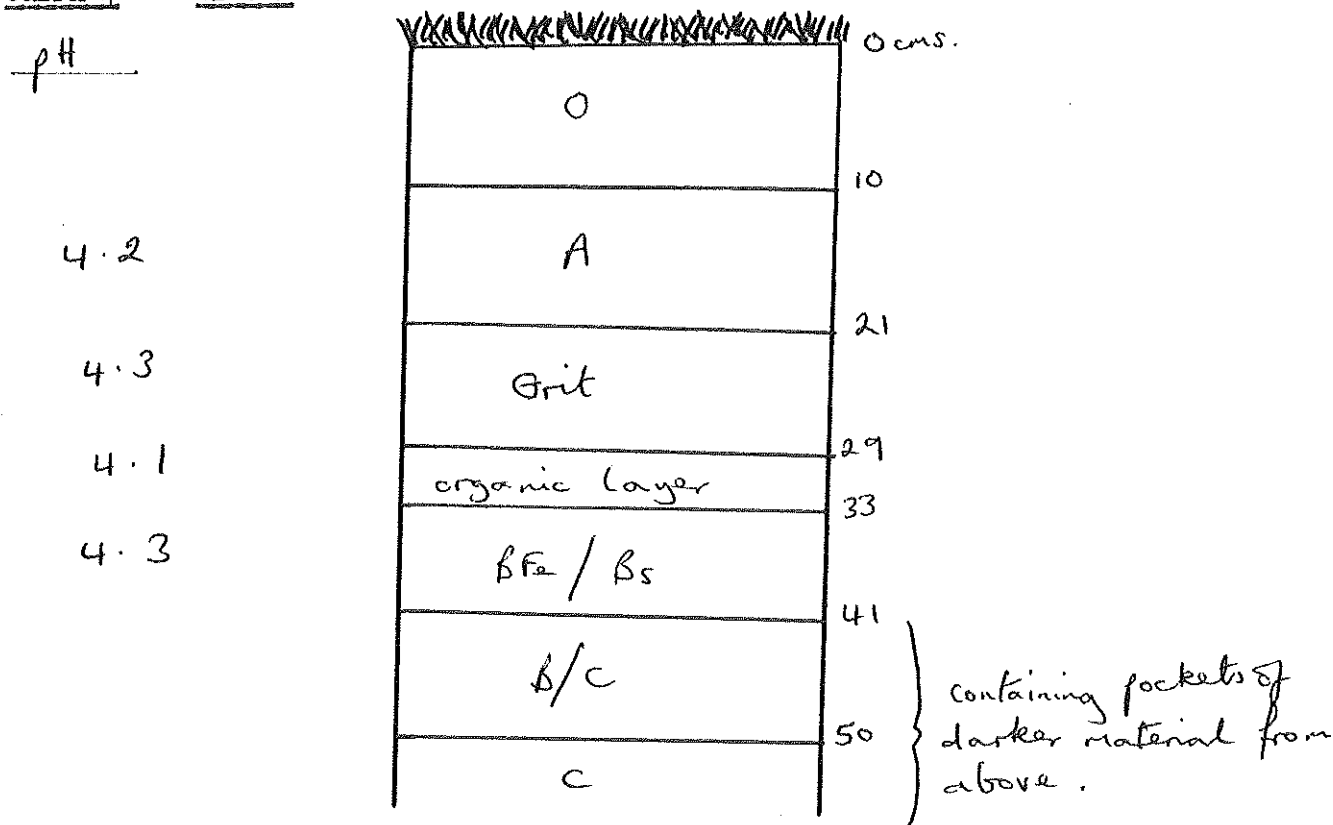 0 cms.
pH
O
10
4.2
A
21
4.3
Grit
29
4.1
organic layer
33
4.3
BFe / Bs
41
B/C
containing pockets of
50
darker material from
C
above.